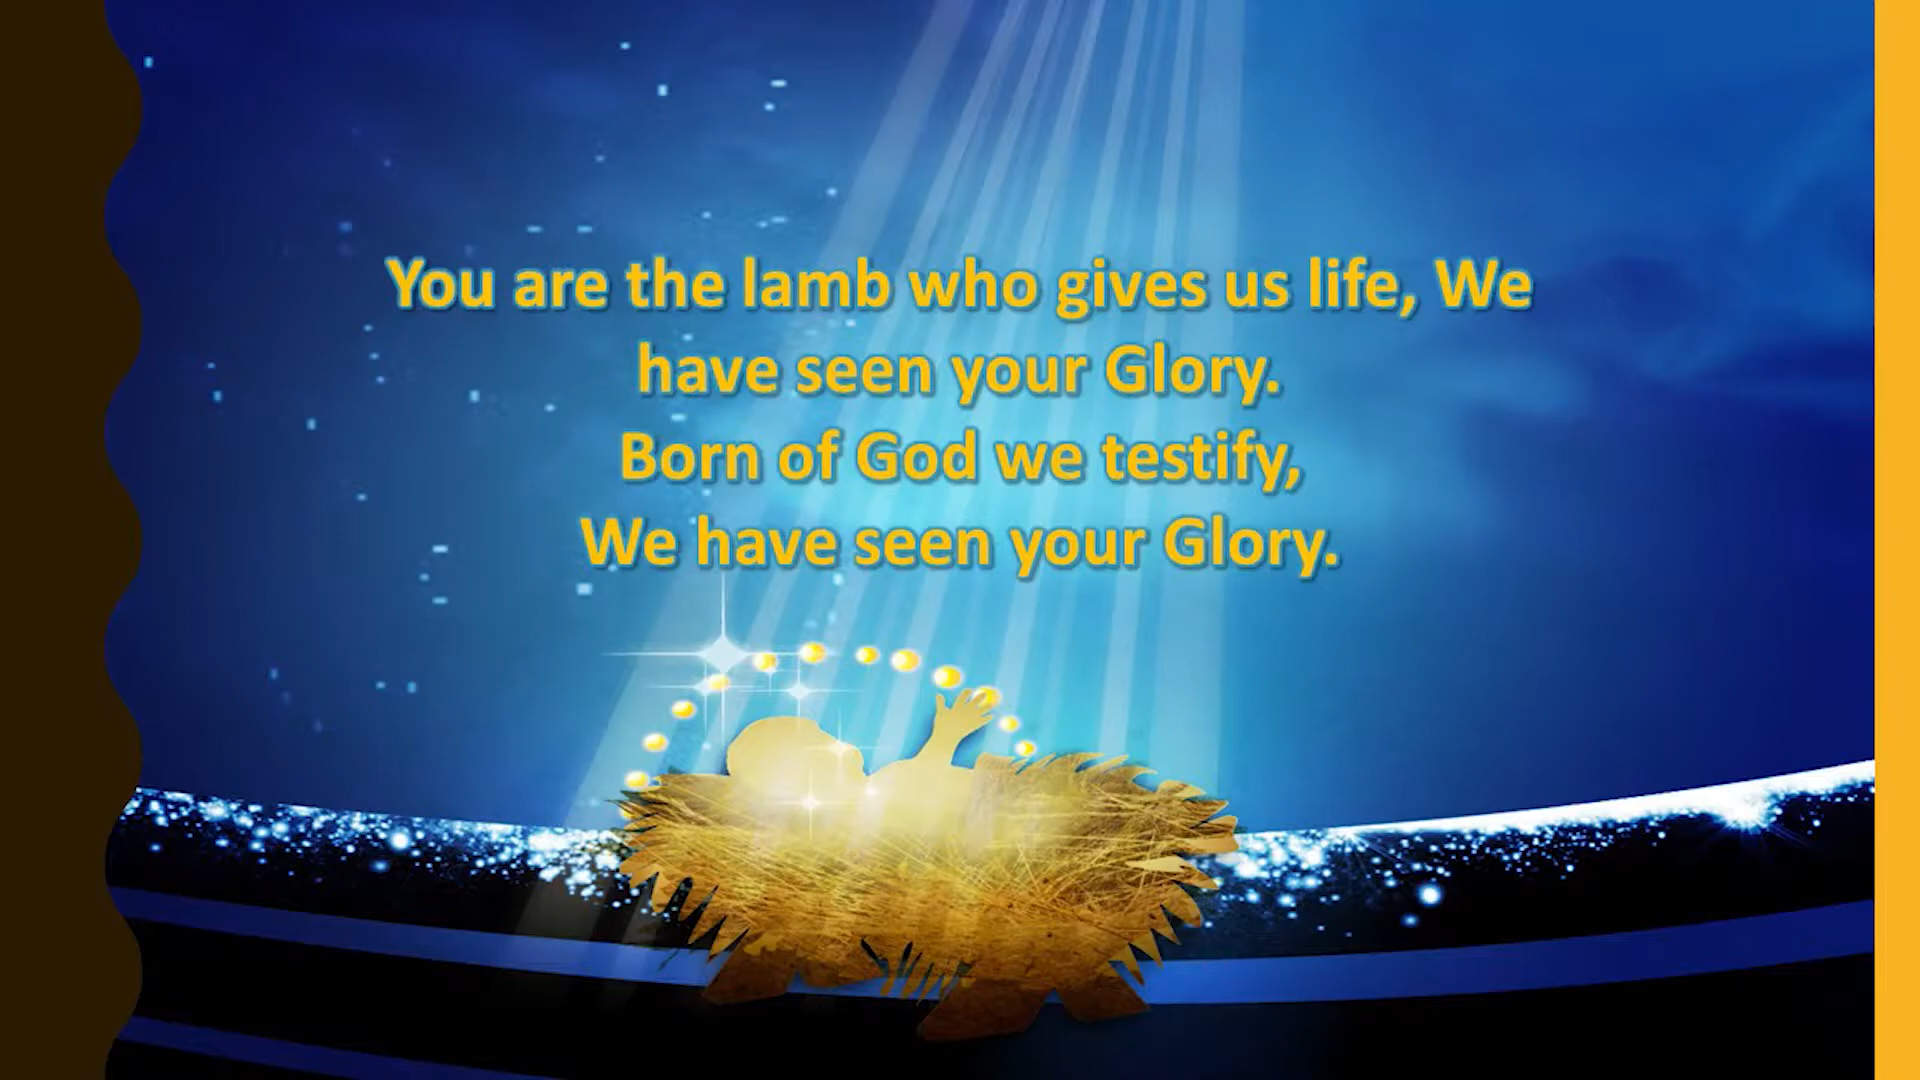 You are the lamb who gives us life, We
have seen your Glory.
Born of God we testify,
We have seen your Glory.